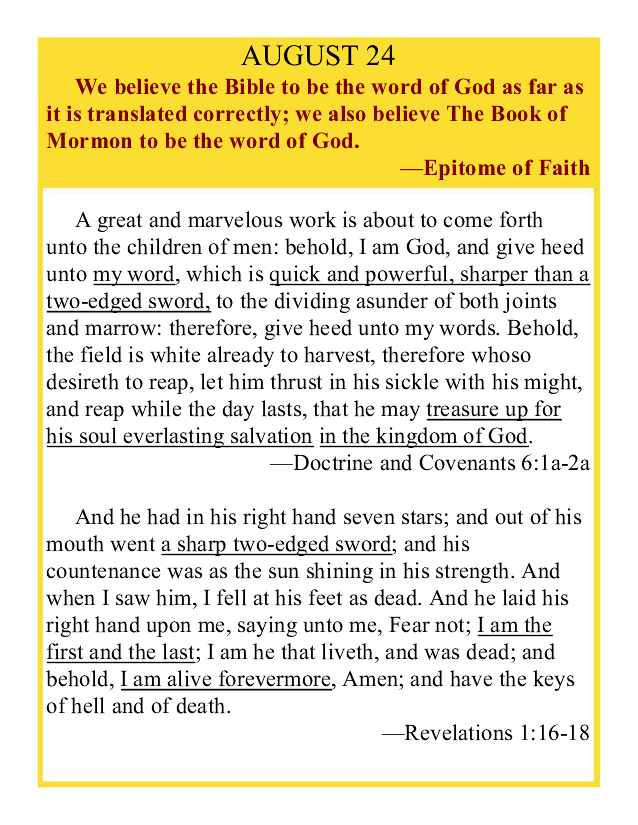 AUGUST 24
We believe the Bible to be the word of God as far as
it is translated correctly; we also believe The Book of
Mormon to be the word of God.
—Epitome of Faith
A great and marvelous work is about to come forth
unto the children of men: behold, I am God, and give heed
unto my word, which is quick and powerful, sharper than a
two-edged sword, to the dividing asunder of both joints
and marrow: therefore, give heed unto my words. Behold,
the field is white already to harvest, therefore whoso
desireth to reap, let him thrust in his sickle with his might,
and reap while the day lasts, that he may treasure up for
his soul everlasting salvation in the kingdom of God.
—Doctrine and Covenants 6:1a-2a
And he had in his right hand seven stars; and out of his
mouth went a sharp two-edged sword; and his
countenance was as the sun shining in his strength. And
when I saw him, I fell at his feet as dead. And he laid his
right hand upon me, saying unto me, Fear not; I am the
first and the last; I am he that liveth, and was dead; and
behold, I am alive forevermore, Amen; and have the keys
of hell and of death.
—Revelations 1:16-18